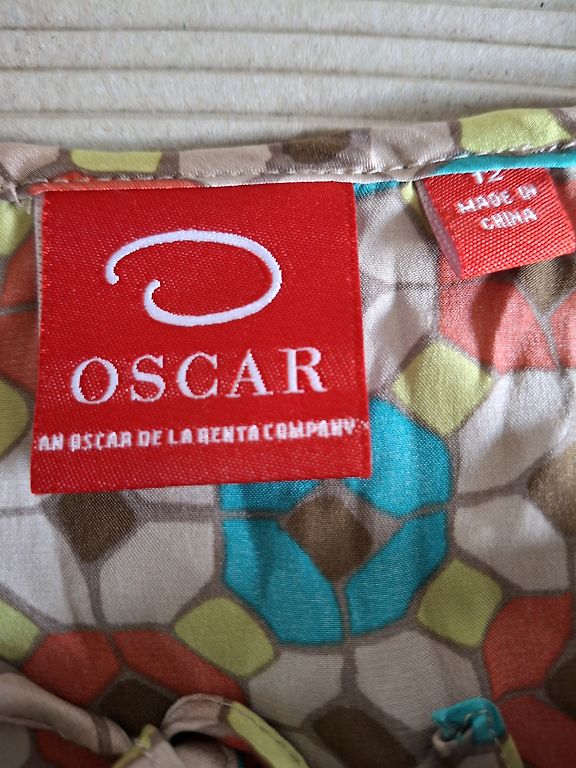 OSCAR
AN OSCAR DE LA RENTA COMPANY
12
MADE IN
CHINA